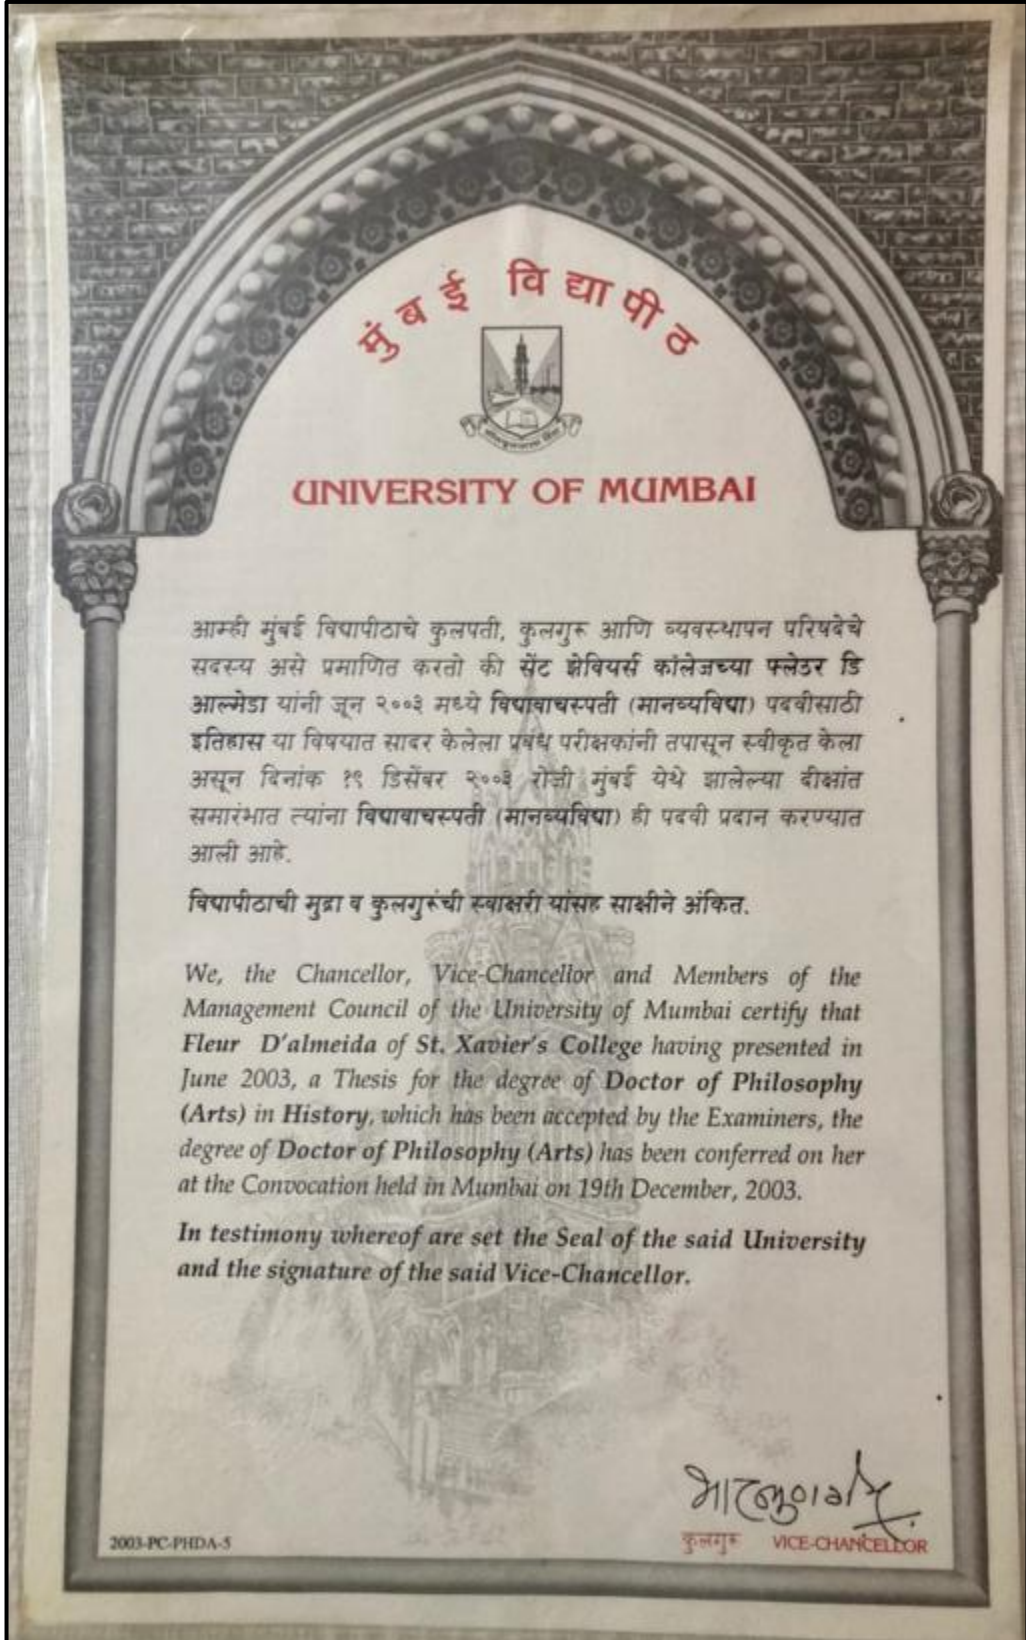 मुंबई विद्यापीठ
UNIVERSITY OF MUMBAI
आम्ही मुंबई विद्यापीठाचे कुलपती, कुलगुरू आणि व्यवस्थापन परिषदेचे
सदस्य असे प्रमाणित करतो की सेंट झेवियर्स कॉलेजच्या फ्लेउर डि
आल्मेडा यांनी जून २००३ मध्ये विद्यावाचस्पती (मानव्यविद्या) पदवीसाठी
इतिहास या विषयात सादर केलेला प्रबंध परीक्षकांनी तपासून स्वीकृत केला
असून दिनांक १९ डिसेंबर २००३ रोजी मुंबई येथे झालेल्या दीक्षांत
समारंभात त्यांना विद्यावाचस्पती (मानव्यविद्या) ही पदवी प्रदान करण्यात
आली आहे.
विद्यापीठाची मुद्रा व कुलगुरूंची स्वाक्षरी यांसह साक्षीने अंकित.
We, the Chancellor, Vice-Chancellor and Members of the
Management Council of the University of Mumbai certify that
Fleur D'almeida of St. Xavier's College having presented in
June 2003, a Thesis for the degree of Doctor of Philosophy
(Arts) in History, which has been accepted by the Examiners, the
degree of Doctor of Philosophy (Arts) has been conferred on her
at the Convocation held in Mumbai on 19th December, 2003.
In testimony whereof are set the Seal of the said University
and the signature of the said Vice-Chancellor.
कुलगुरू VICE-CHANCELLOR
2003-PC-PHDA-5